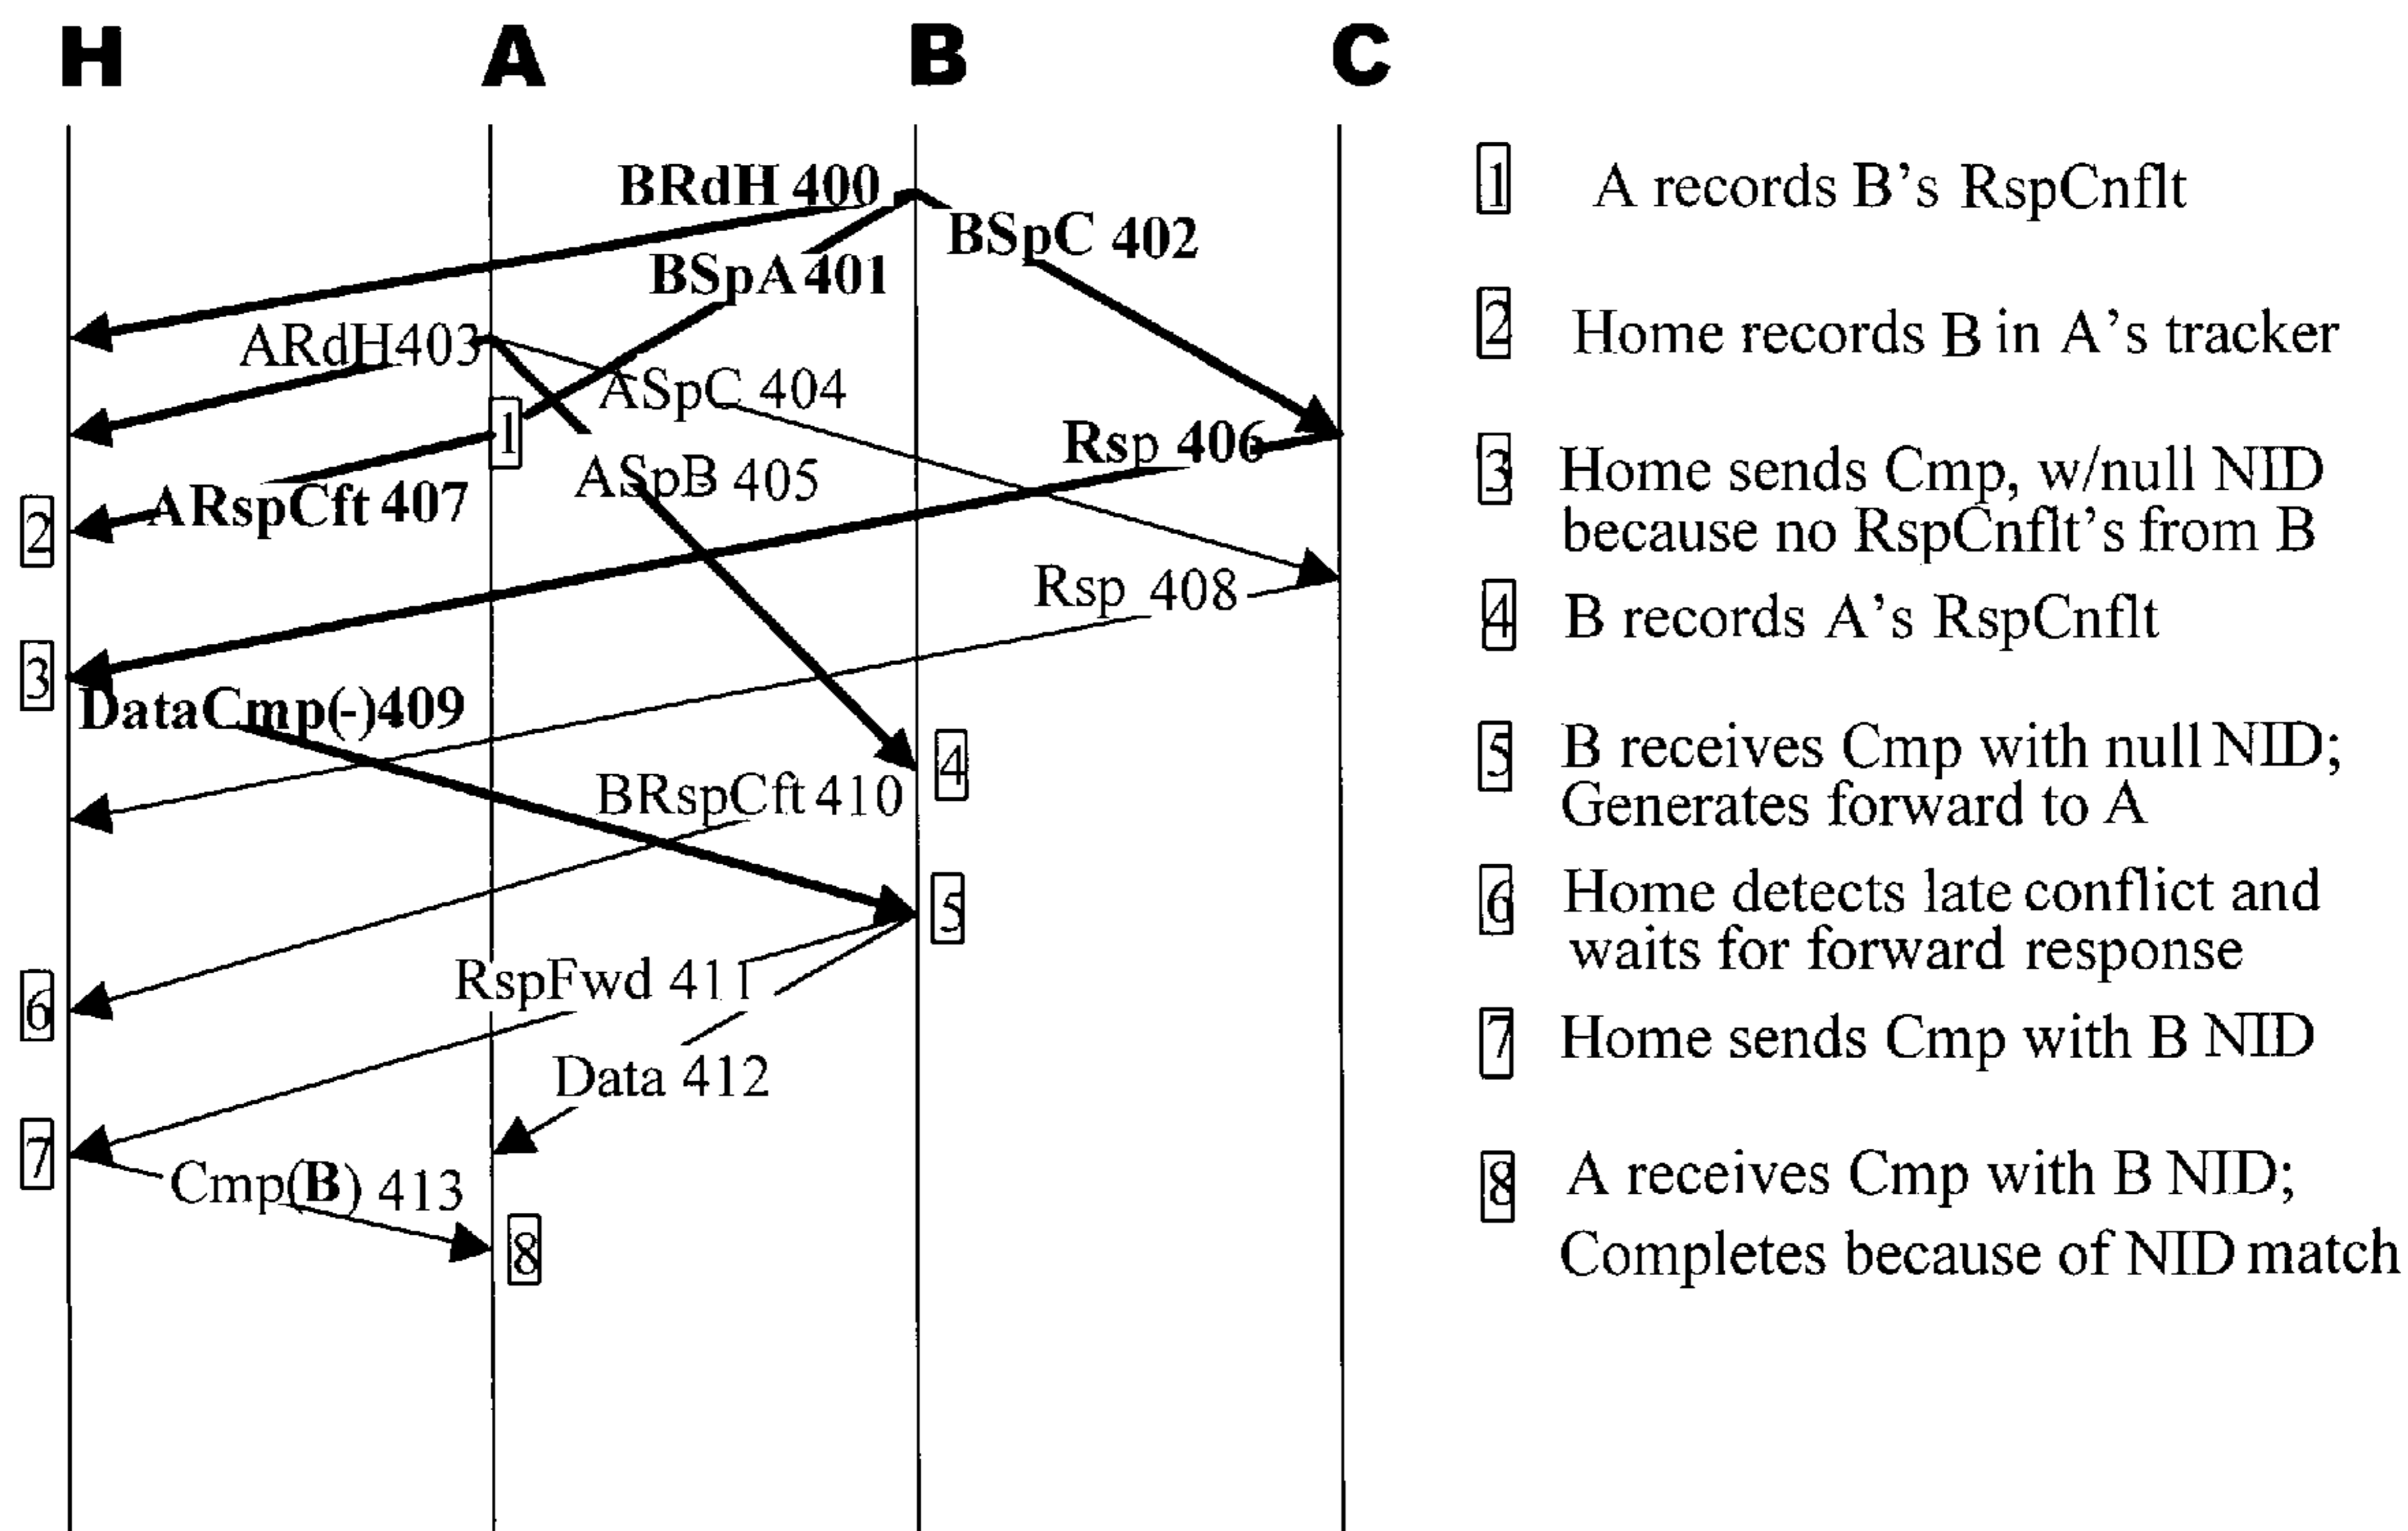 H A B C
BRdH 400
BSpC 402
BSpA 401
ARdH403
ASpC 404
1
Rsp 406
ASpB 405
ARspCft 407
2
Rsp 408
3
DataCmp(-)409
4
BRspCft 410
5
RspFwd 411
6
Data 412
7
Cmp(B) 413
8
1 A records B's RspCnflt
2 Home records B in A's tracker
3 Home sends Cmp, w/null NID
because no RspCnflt's from B
4 B records A's RspCnflt
5 B receives Cmp with null NID;
Generates forward to A
6 Home detects late conflict and
waits for forward response
7 Home sends Cmp with B NID
8 A receives Cmp with B NID;
Completes because of NID match